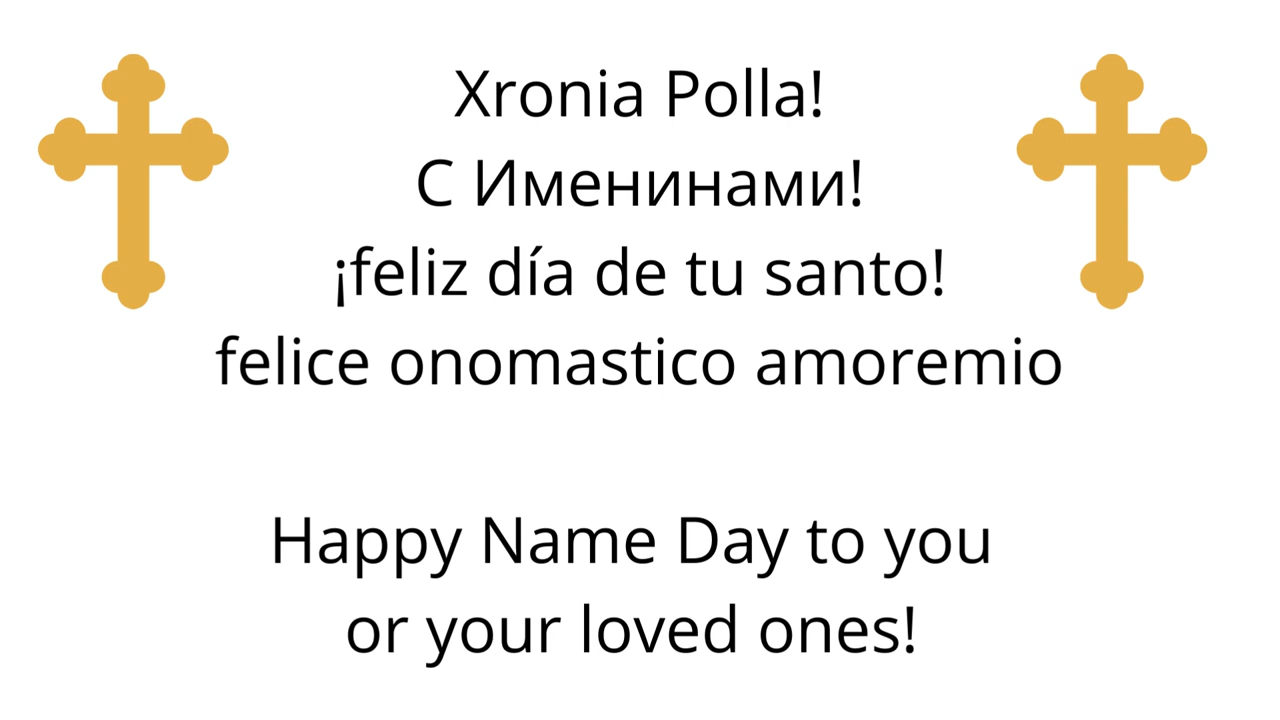 Xronia Polla!
С Именинами!
¡feliz día de tu santo!
felice onomastico amoremio
Happy Name Day to you
or your loved ones!